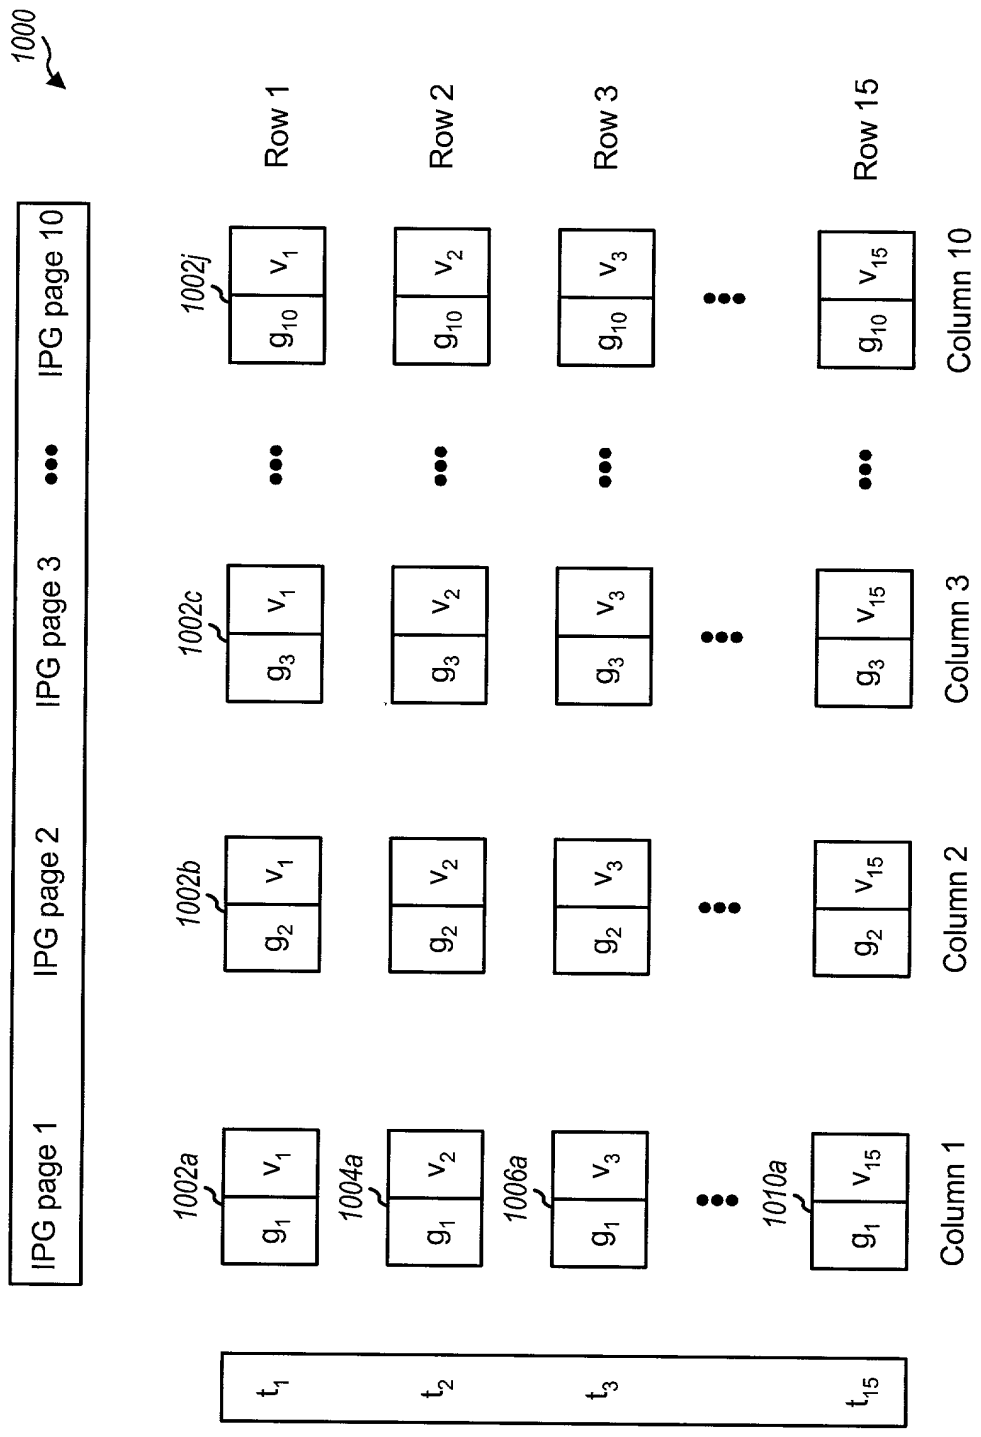 1000
IPG page 1 IPG page 2 IPG page 3 ••• IPG page 10
1002a 1002b 1002c 1002j
t1 g1 v1 g2 v1 g3 v1 ••• g10 v1 Row 1
1004a
t2 g1 v2 g2 v2 g3 v2 ••• g10 v2 Row 2
1006a
t3 g1 v3 g2 v3 g3 v3 ••• g10 v3 Row 3
••• ••• ••• •••
1010a
t15 g1 v15 g2 v15 g3 v15 ••• g10 v15 Row 15
Column 1 Column 2 Column 3 Column 10